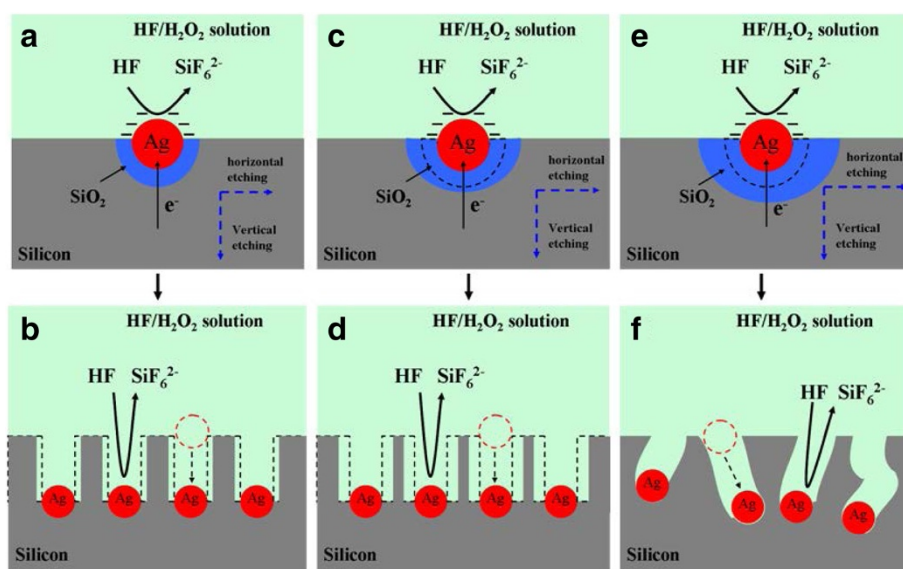 a
HF/H₂O₂ solution
HF SiF₆²⁻
Ag
SiO₂
e⁻
horizontal
etching
Vertical
etching
Silicon
c
HF/H₂O₂ solution
HF SiF₆²⁻
Ag
SiO₂
e⁻
horizontal
etching
Vertical
etching
Silicon
e
HF/H₂O₂ solution
HF SiF₆²⁻
Ag
SiO₂
e⁻
horizontal
etching
Vertical
etching
Silicon
b
HF/H₂O₂ solution
HF SiF₆²⁻
Ag Ag Ag Ag
Silicon
d
HF/H₂O₂ solution
HF SiF₆²⁻
Ag Ag Ag Ag
Silicon
f
HF/H₂O₂ solution
HF SiF₆²⁻
Ag Ag Ag Ag
Silicon